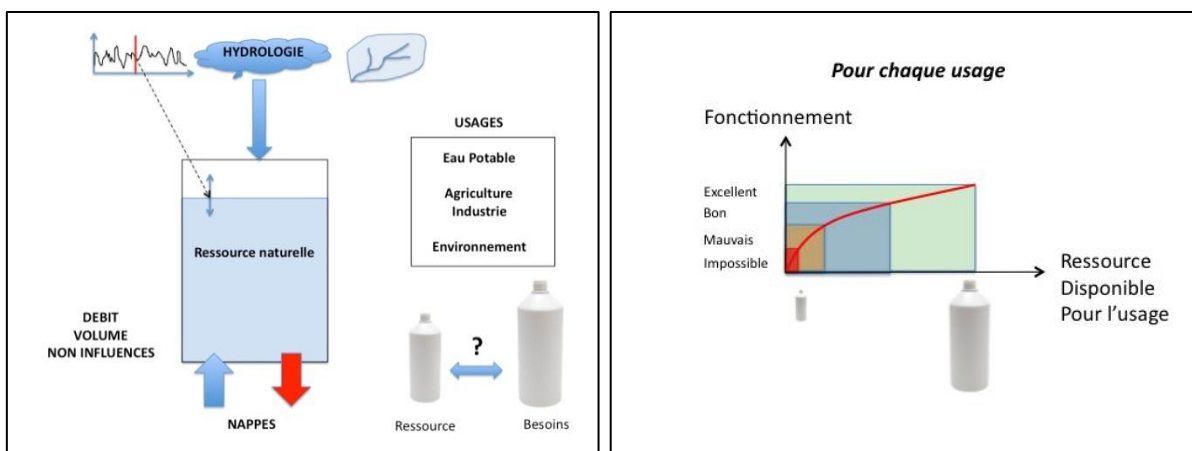 HYDROLOGIE
USAGES
Eau Potable
Agriculture
Industrie
Environnement
Ressource naturelle
DEBIT
VOLUME
NON INFLUENCES
NAPPES
?
Ressource
Besoins
Pour chaque usage
Fonctionnement
Excellent
Bon
Mauvais
Impossible
Ressource
Disponible
Pour l'usage